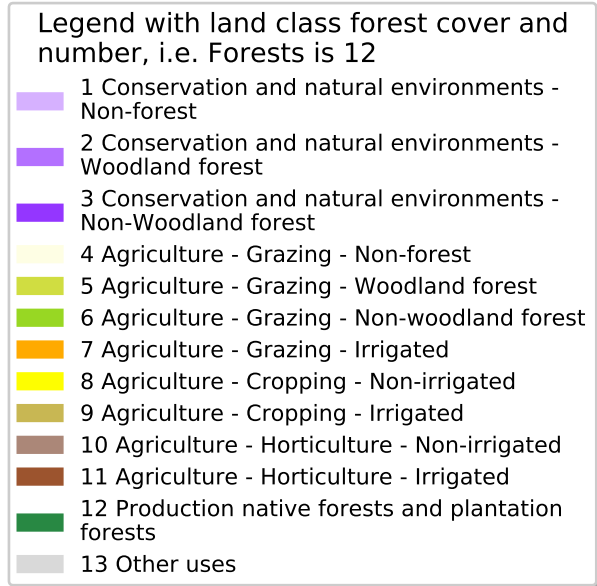 Legend with land class forest cover and
number, i.e. Forests is 12
1 Conservation and natural environments -
Non-forest
2 Conservation and natural environments -
Woodland forest
3 Conservation and natural environments -
Non-Woodland forest
4 Agriculture - Grazing - Non-forest
5 Agriculture - Grazing - Woodland forest
6 Agriculture - Grazing - Non-woodland forest
7 Agriculture - Grazing - Irrigated
8 Agriculture - Cropping - Non-irrigated
9 Agriculture - Cropping - Irrigated
10 Agriculture - Horticulture - Non-irrigated
11 Agriculture - Horticulture - Irrigated
12 Production native forests and plantation
forests
13 Other uses